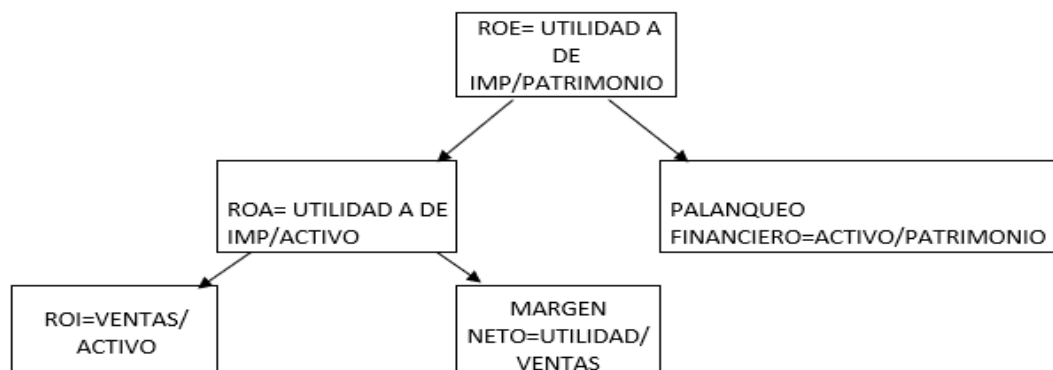 ROE= UTILIDAD A
DE
IMP/PATRIMONIO
ROA= UTILIDAD A DE
IMP/ACTIVO
PALANQUEO
FINANCIERO=ACTIVO/PATRIMONIO
ROI=VENTAS/
ACTIVO
MARGEN
NETO=UTILIDAD/
VENTAS